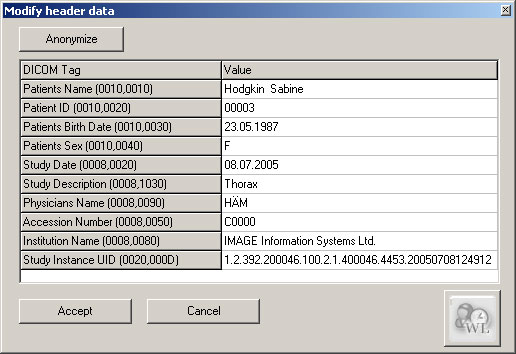 Modify header data
Anonymize
DICOM Tag Value
Patients Name (0010,0010) Hodgkin Sabine
Patient ID (0010,0020) 00003
Patients Birth Date (0010,0030) 23.05.1987
Patients Sex (0010,0040) F
Study Date (0008,0020) 08.07.2005
Study Description (0008,1030) Thorax
Physicians Name (0008,0090) HÄM
Accession Number (0008,0050) C0000
Institution Name (0008,0080) IMAGE Information Systems Ltd.
Study Instance UID (0020,000D) 1.2.392.200046.100.2.1.400046.4453.20050708124912
Accept Cancel
WL